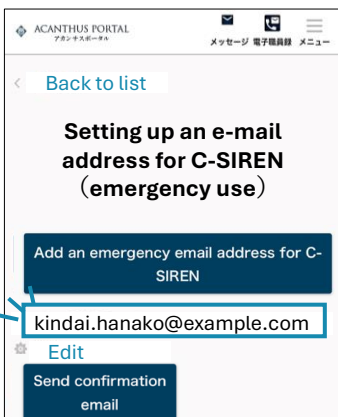 ACANTHUS PORTAL
アカンサスポータル
メッセージ 電子職員録 メニュー
Back to list
Setting up an e-mail
address for C-SIREN
（emergency use）
Add an emergency email address for C-
SIREN
kindai.hanako@example.com
Edit
Send confirmation
email